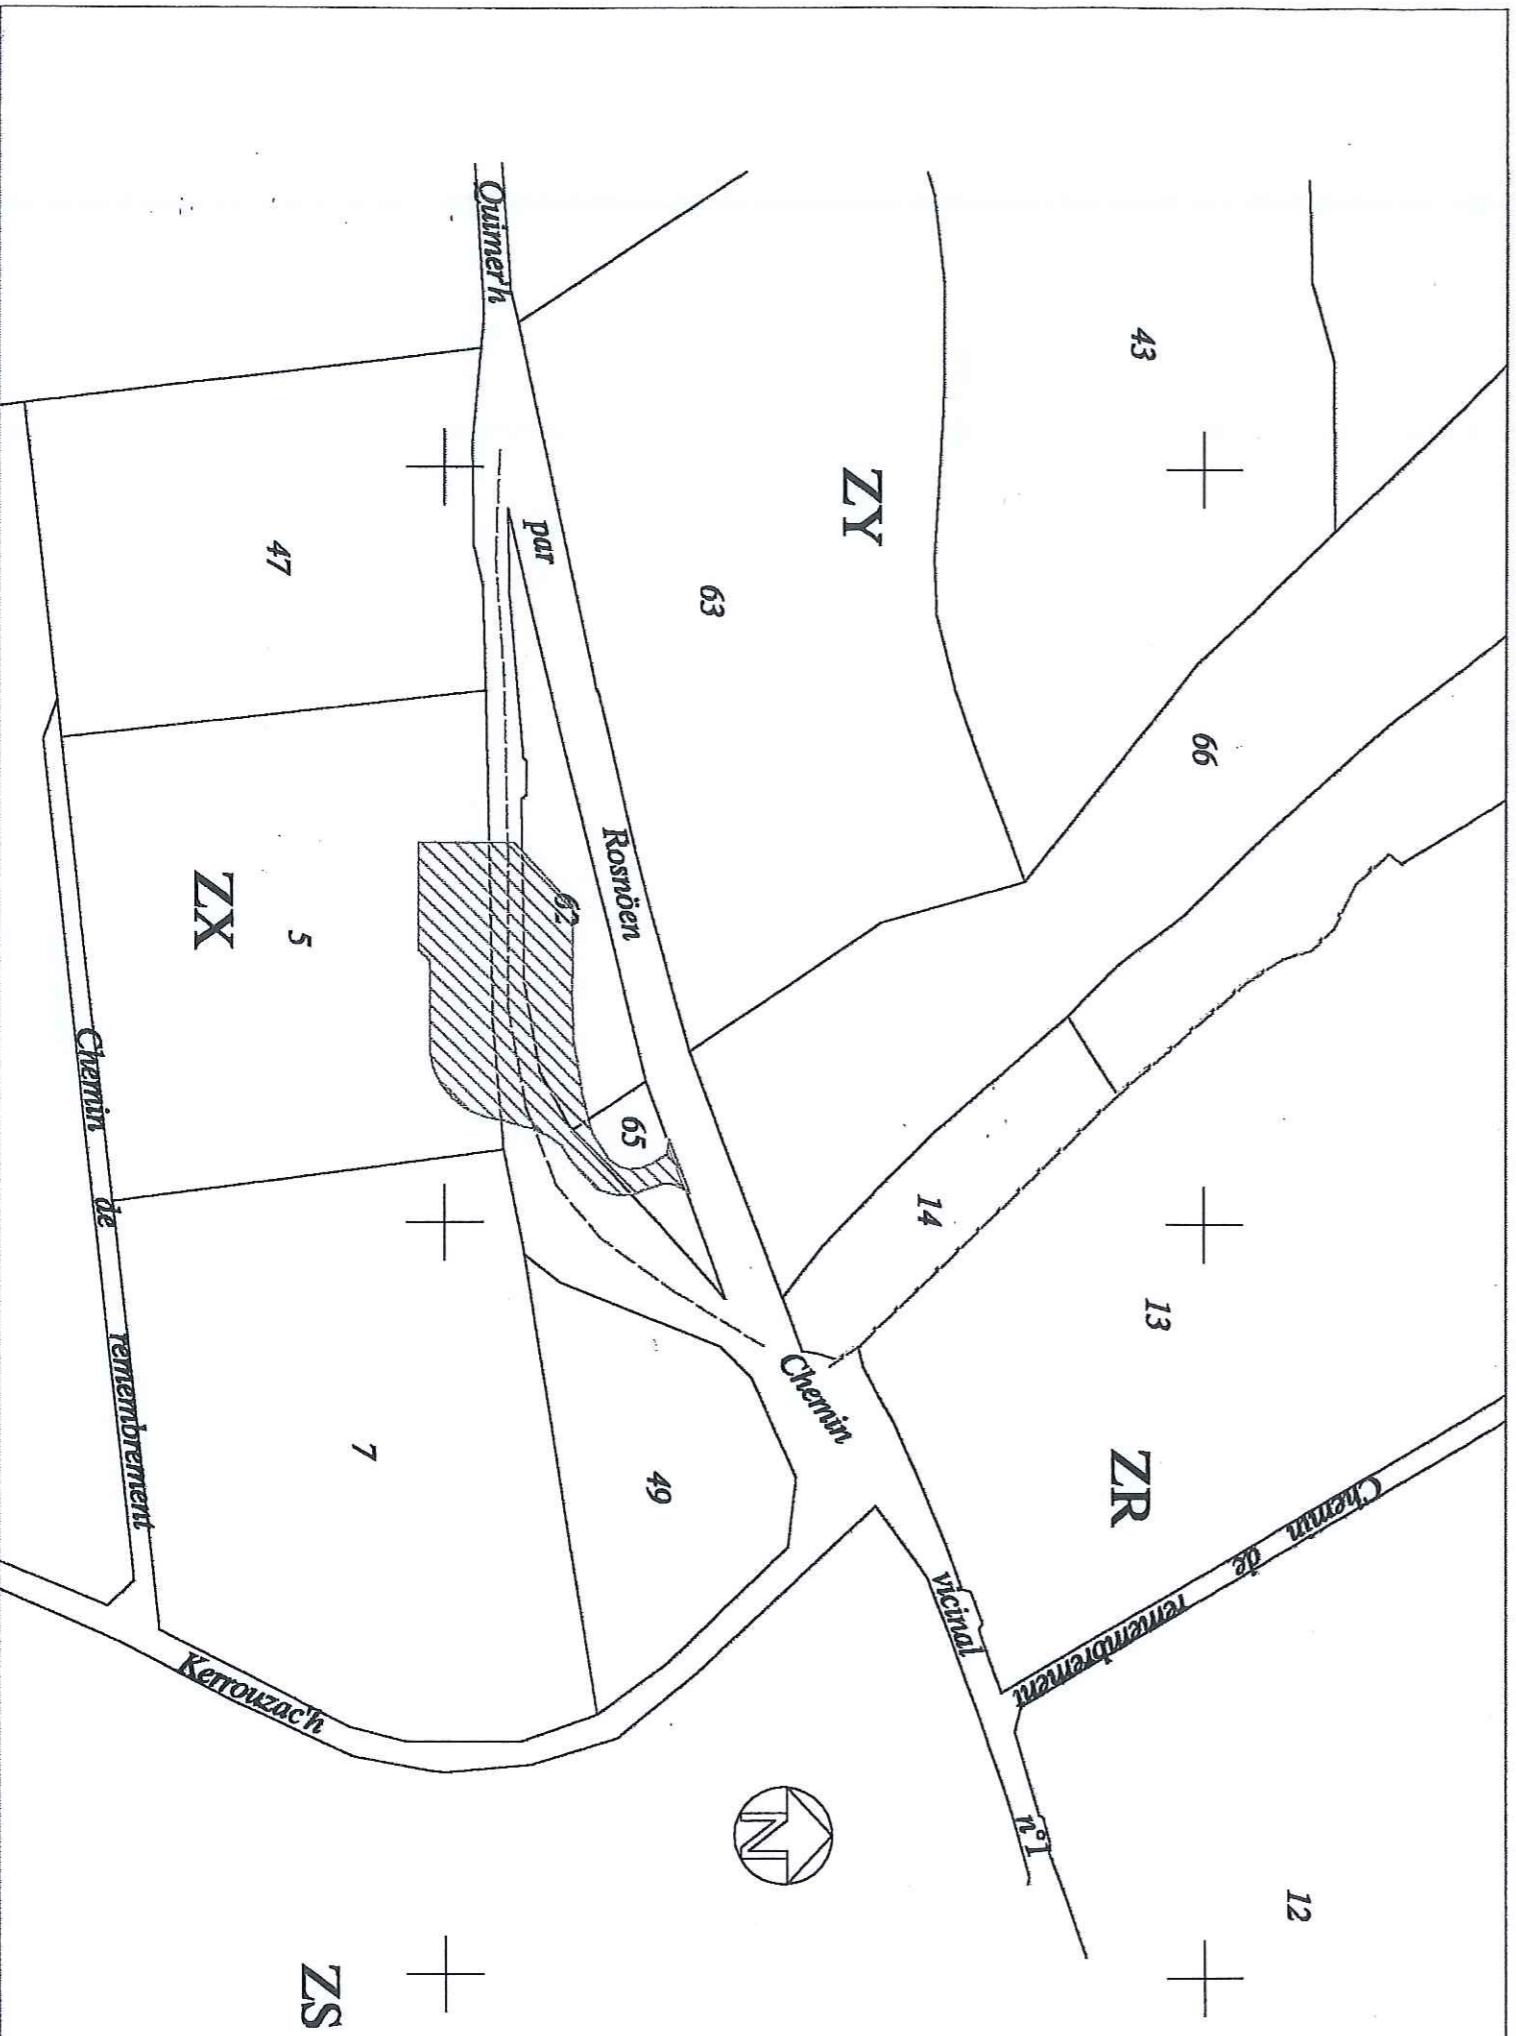 43
ZY
63
66
Quimerh
par
Rosnöen
Chemin
vicinal
n°1
47
ZX
5
62
65
14
13
ZR
Chemin de remembrement
12
Chemin de remembrement
7
49
Kerrouzac'h
N
ZS